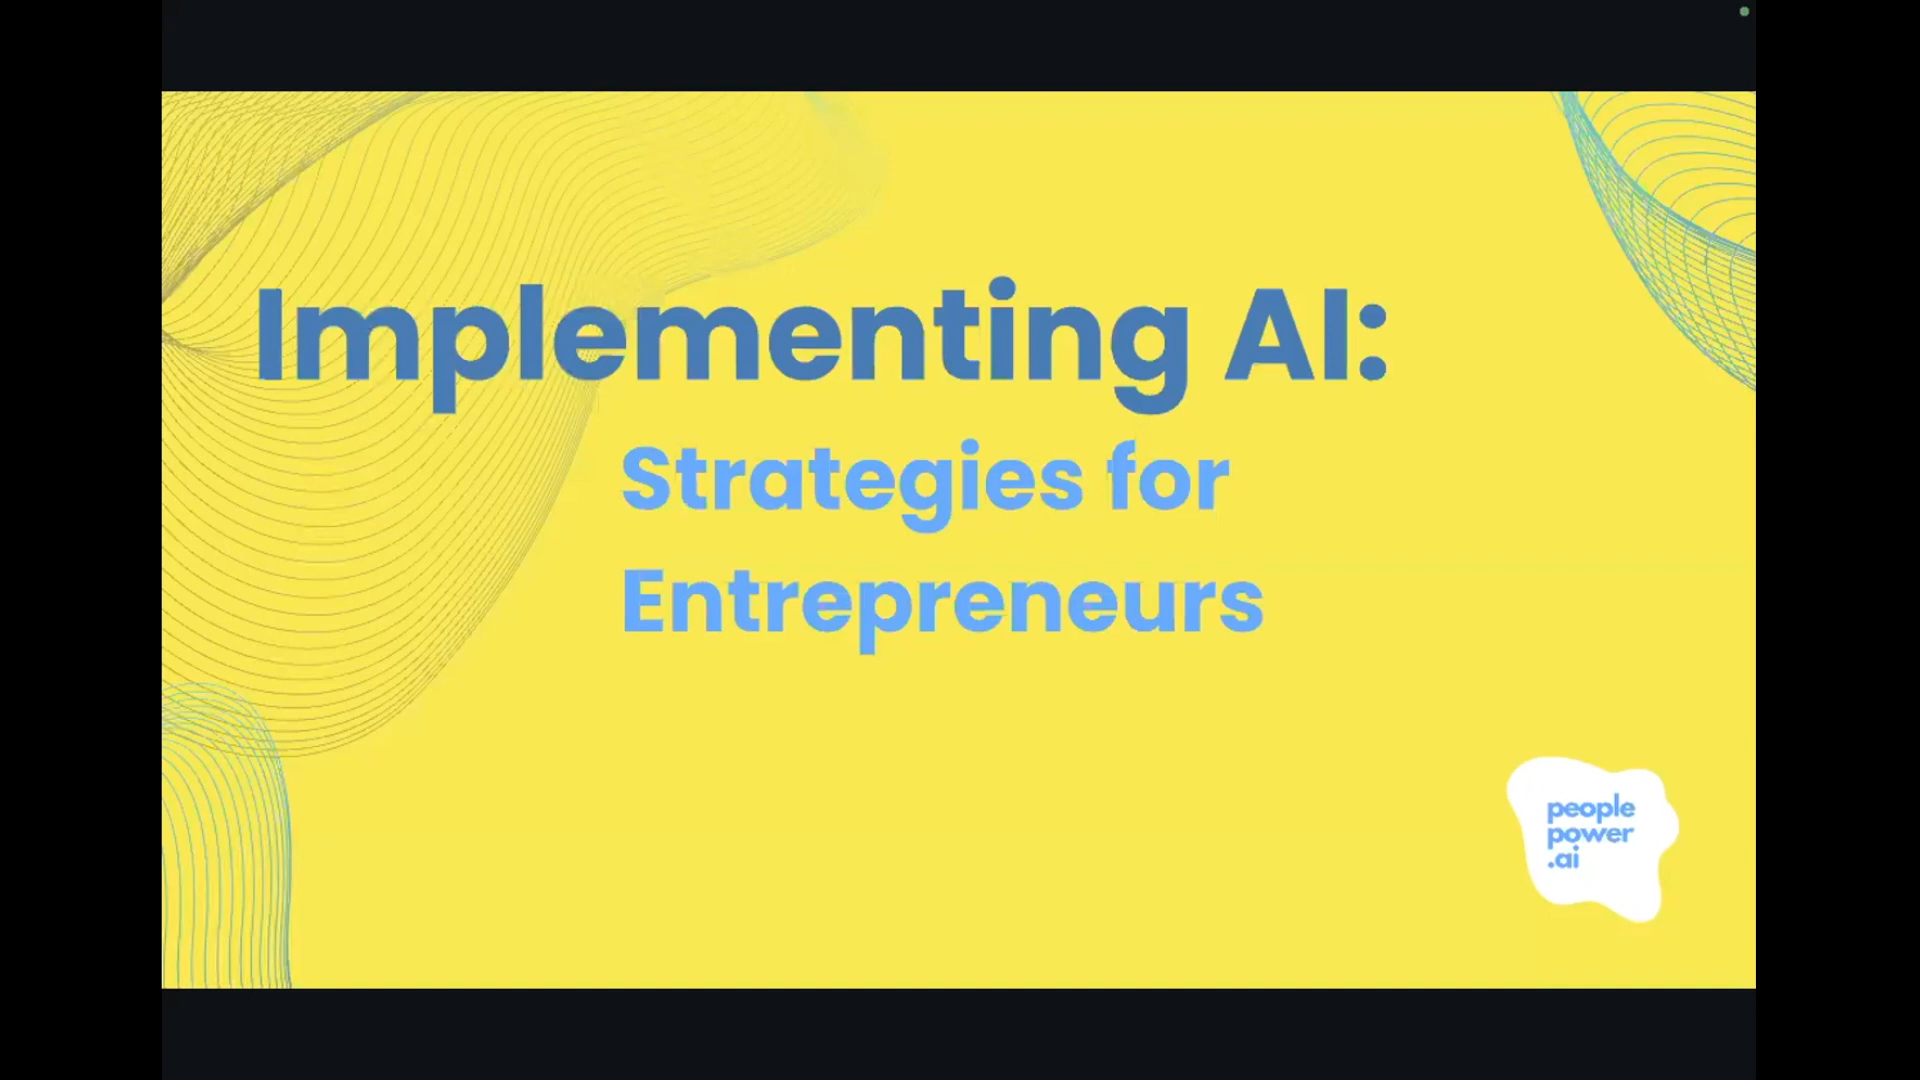 Implementing AI:
Strategies for
Entrepreneurs
people
power
.ai